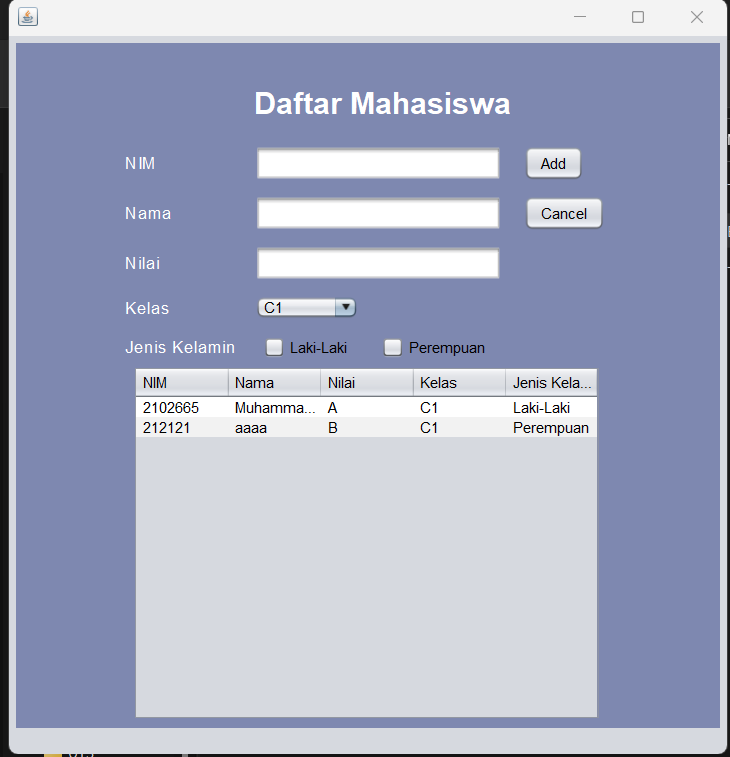 Daftar Mahasiswa
NIM Add
Nama Cancel
Nilai
Kelas C1
Jenis Kelamin Laki-Laki Perempuan
NIM Nama Nilai Kelas Jenis Kela...
2102665 Muhamma... A C1 Laki-Laki
212121 aaaa B C1 Perempuan